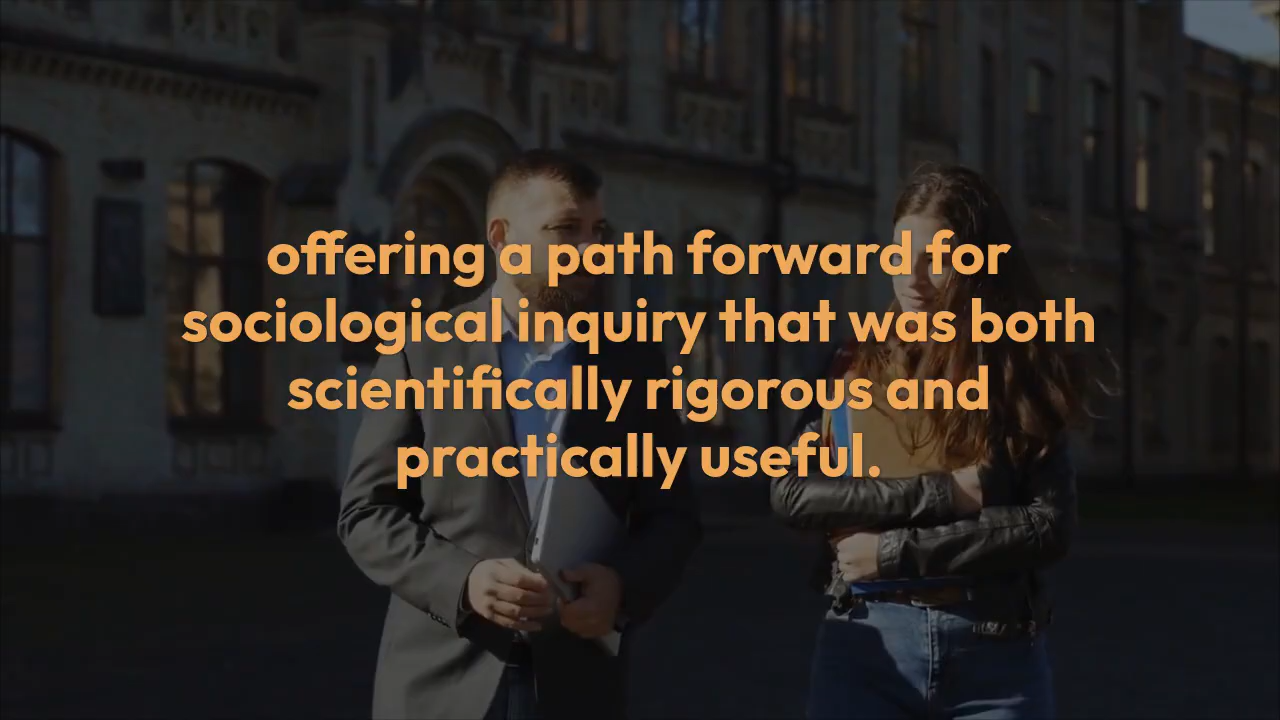 offering a path forward for
sociological inquiry that was both
scientifically rigorous and
practically useful.